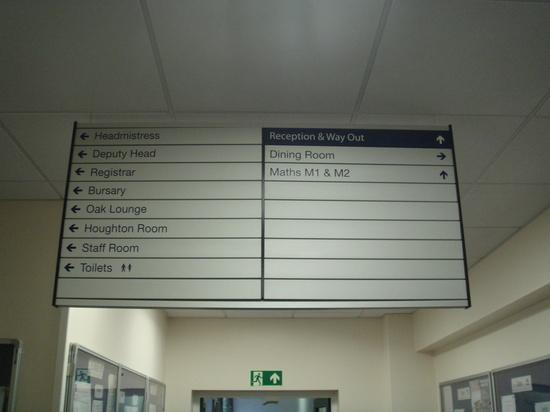 Headmistress
Deputy Head
Registrar
Bursary
Oak Lounge
Houghton Room
Staff Room
Toilets
Reception & Way Out
Dining Room
Maths M1 & M2